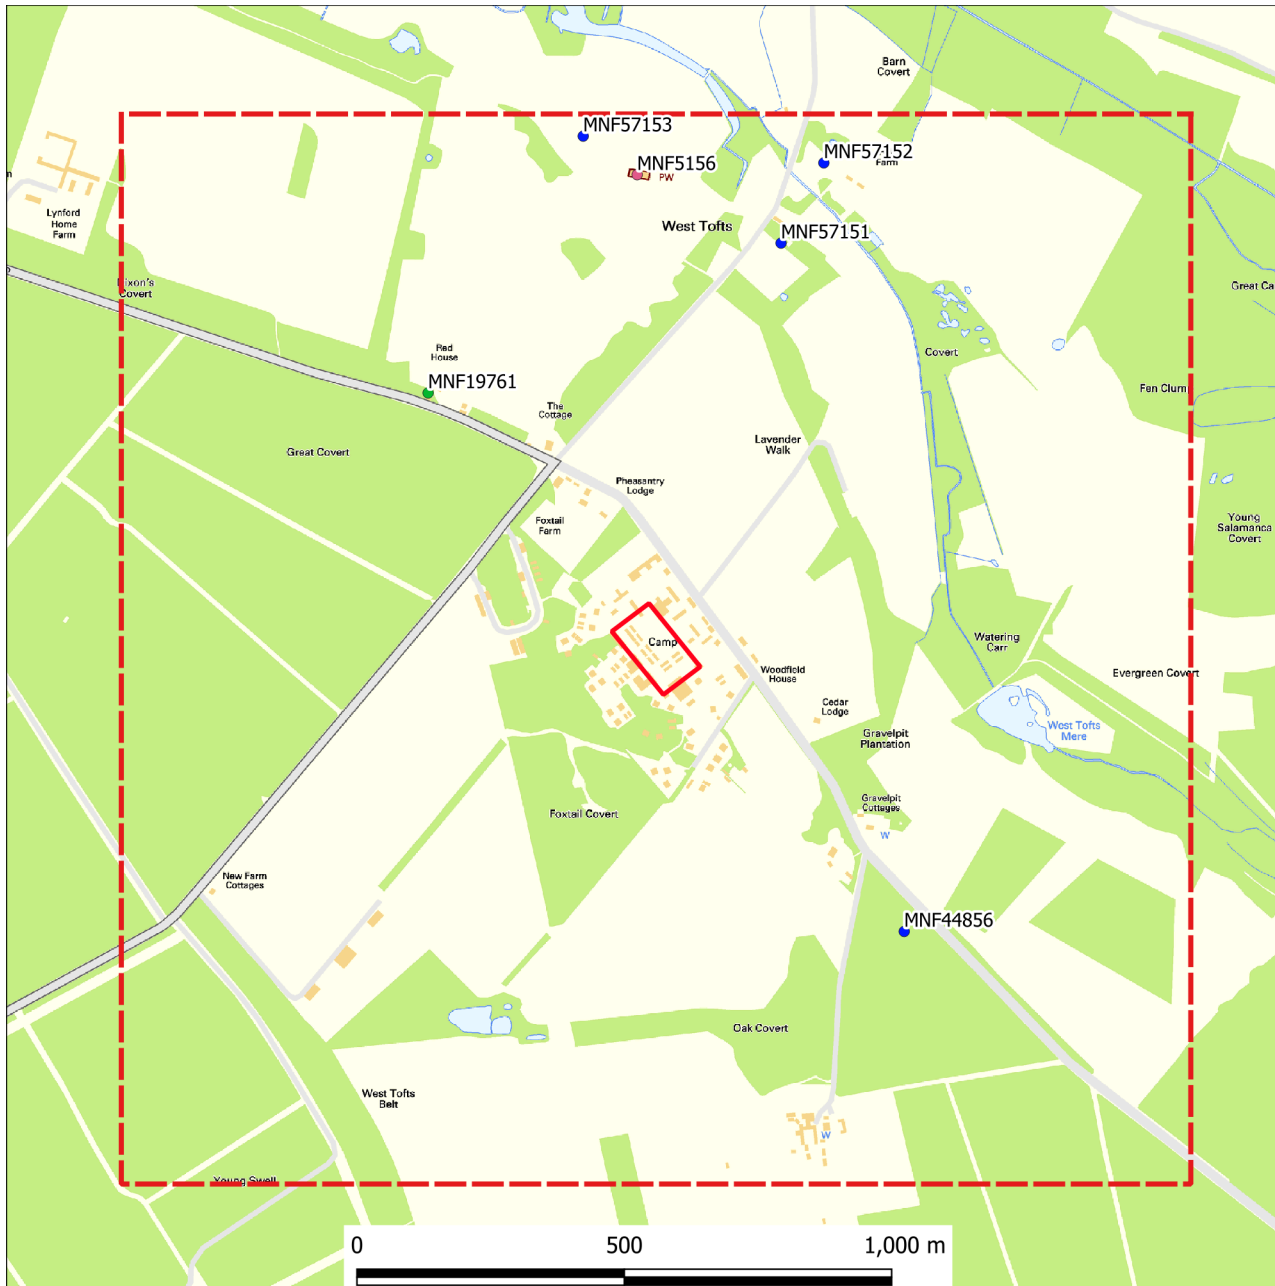 Barn
Covert
MNF57153
MNF57152
Farm
MNF5156
PW
Lynford
Home
Farm
West Tofts
MNF57151
Dixon's
Covert
Great Ca
Red
House
Covert
MNF19761
Fen Clum
The
Cottage
Great Covert
Lavender
Walk
Pheasantry
Lodge
Foxtail
Farm
Young
Salamanca
Covert
Camp
Watering
Carr
Woodfield
House
Evergreen Covert
Cedar
Lodge
West Tofts
Mere
Gravelpit
Plantation
Gravelpit
Cottages
Foxtail Covert
W
New Farm
Cottages
MNF44856
Oak Covert
West Tofts
Belt
W
Young Swell
0 500 1,000 m